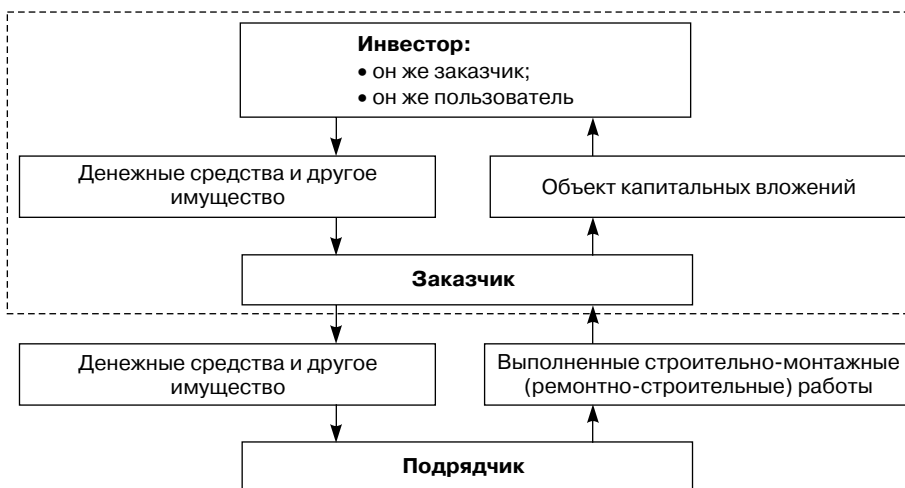 Инвестор:
• он же заказчик;
• он же пользователь
Денежные средства и другое
имущество
Объект капитальных вложений
Заказчик
Денежные средства и другое
имущество
Выполненные строительно-монтажные
(ремонтно-строительные) работы
Подрядчик